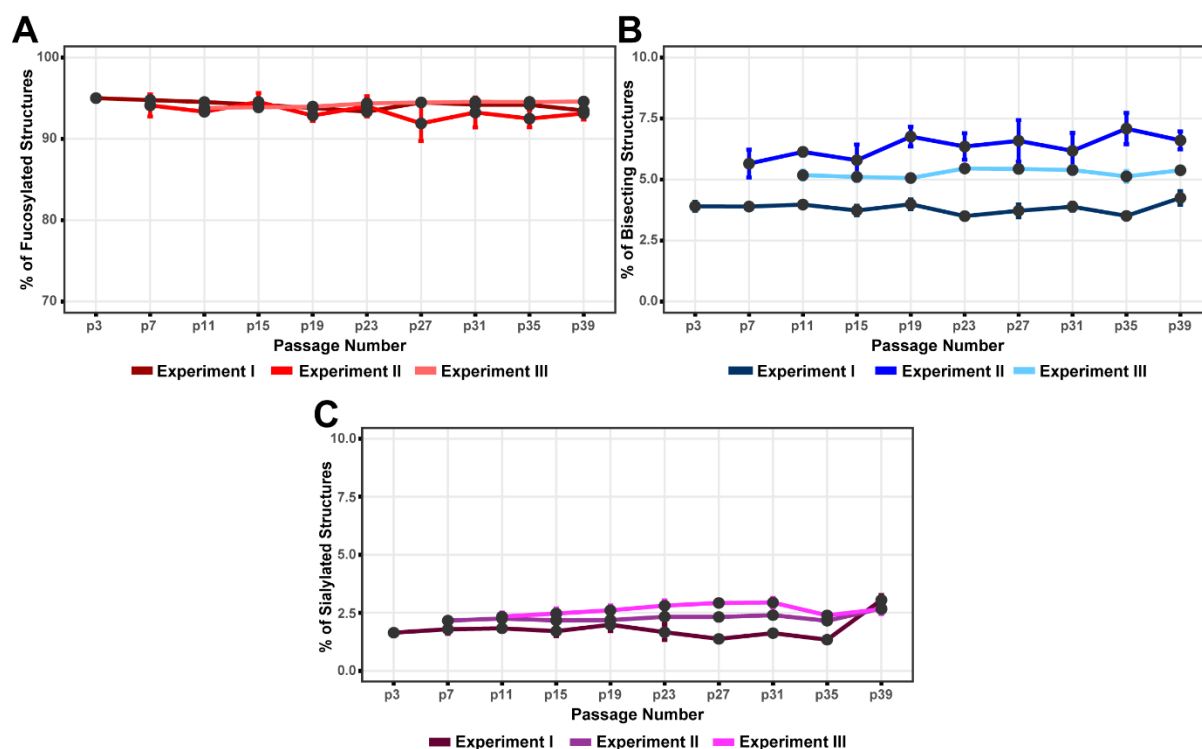 A
% of Fucosylated Structures
100
90
80
70
p3 p7 p11 p15 p19 p23 p27 p31 p35 p39
Passage Number
Experiment I Experiment II Experiment III
B
% of Bisecting Structures
10.0
7.5
5.0
2.5
0.0
p3 p7 p11 p15 p19 p23 p27 p31 p35 p39
Passage Number
Experiment I Experiment II Experiment III
C
% of Sialylated Structures
10.0
7.5
5.0
2.5
0.0
p3 p7 p11 p15 p19 p23 p27 p31 p35 p39
Passage Number
Experiment I Experiment II Experiment III